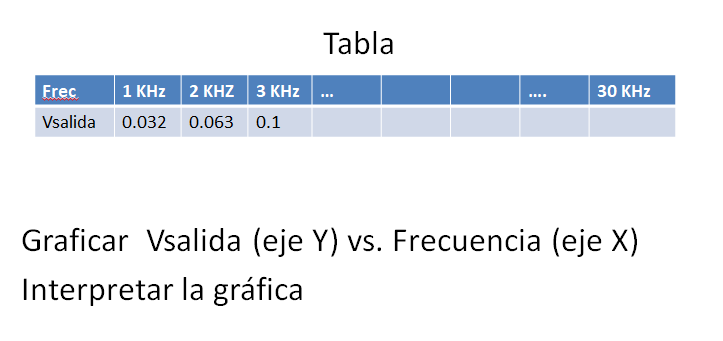 Tabla
Frec 1 KHz 2 KHZ 3 KHz ... .... 30 KHz
Vsalida 0.032 0.063 0.1
Graficar Vsalida (eje Y) vs. Frecuencia (eje X)
Interpretar la gráfica